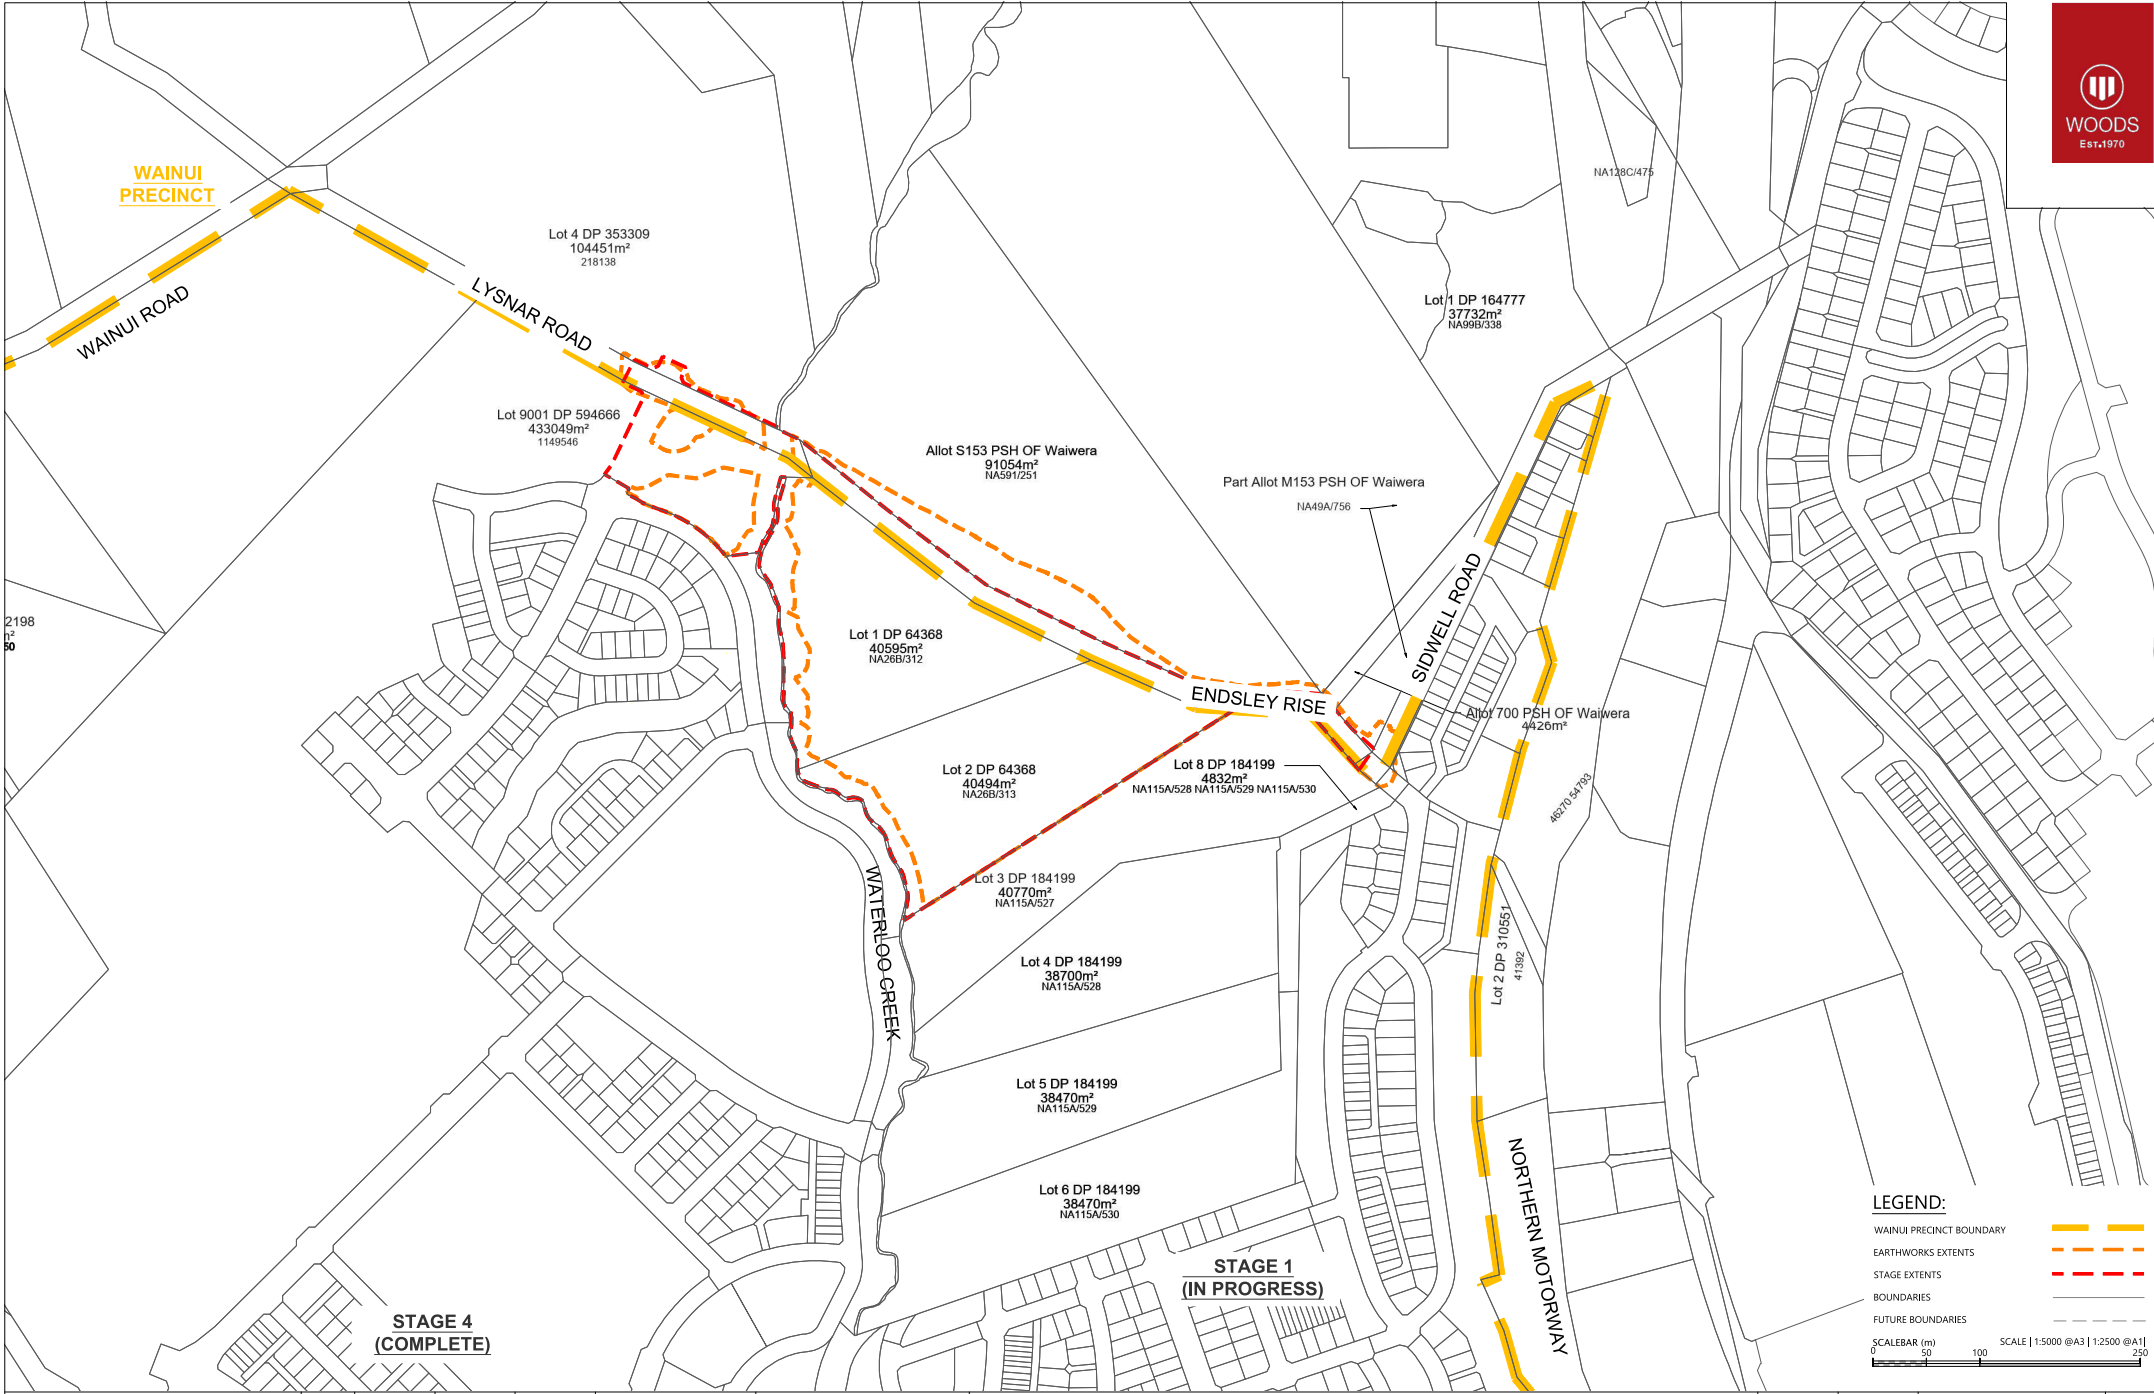 WOODS
EST.1970
WAINUI
PRECINCT
NA128C/475
Lot 4 DP 353309
104451m²
218138
WAINUI ROAD
LYSNAR ROAD
Lot 1 DP 164777
37732m²
NA99B/338
Lot 9001 DP 594666
433049m²
1149546
Allot S153 PSH OF Waiwera
91054m²
NA591/251
Part Allot M153 PSH OF Waiwera
NA49A/756
SIDWELL ROAD
2198
m²
50
Lot 1 DP 64368
40595m²
NA26B/312
ENDSLEY RISE
Allot 700 PSH OF Waiwera
4426m²
Lot 2 DP 64368
40494m²
NA26B/313
Lot 8 DP 184199
4832m²
NA115A/528 NA115A/529 NA115A/530
46270 54793
Lot 3 DP 184199
40770m²
NA115A/527
WATERLOO CREEK
Lot 2 DP 310551
41392
Lot 4 DP 184199
38700m²
NA115A/528
Lot 5 DP 184199
38470m²
NA115A/529
Lot 6 DP 184199
38470m²
NA115A/530
NORTHERN MOTORWAY
STAGE 1
(IN PROGRESS)
STAGE 4
(COMPLETE)
LEGEND:
WAINUI PRECINCT BOUNDARY
EARTHWORKS EXTENTS
STAGE EXTENTS
BOUNDARIES
FUTURE BOUNDARIES
SCALEBAR (m)
SCALE | 1:5000 @A3 | 1:2500 @A1|
0 50 100 250